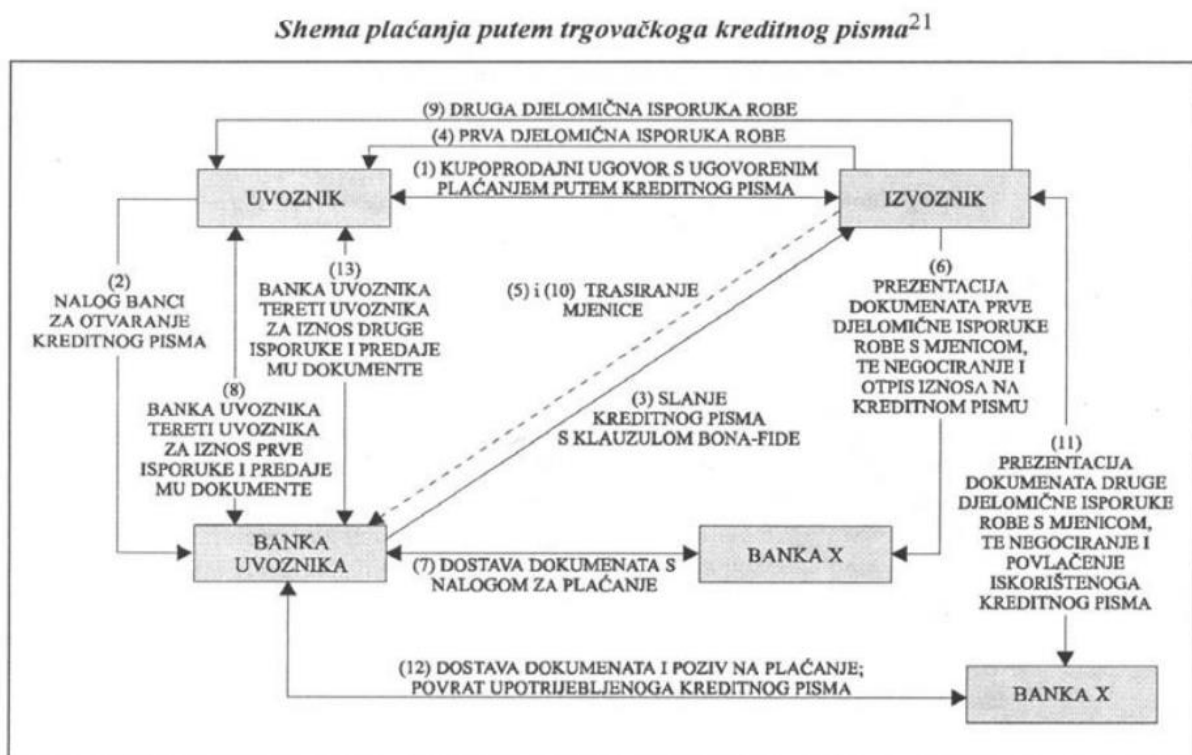 Shema plaćanja putem trgovačkoga kreditnog pisma21
(9) DRUGA DJELOMIČNA ISPORUKA ROBE
(4) PRVA DJELOMIČNA ISPORUKA ROBE
(1) KUPOPRODAJNI UGOVOR S UGOVORENIM
PLAĆANJEM PUTEM KREDITNOG PISMA
UVOZNIK
IZVOZNIK
(2)
NALOG BANCI
ZA OTVARANJE
KREDITNOG PISMA
(13)
BANKA UVOZNIKA
TERETI UVOZNIKA
ZA IZNOS DRUGE
ISPORUKE I PREDAJE
MU DOKUMENTE
(5) i (10) TRASIRANJE
MJENICE
(6)
PREZENTACIJA
DOKUMENATA PRVE
DJELOMIČNE ISPORUKE
ROBE S MJENICOM,
TE NEGOCIRANJE I
OTPIS IZNOSA NA
KREDITNOM PISMU
(8)
BANKA UVOZNIKA
TERETI UVOZNIKA
ZA IZNOS PRVE
ISPORUKE I PREDAJE
MU DOKUMENTE
(3) SLANJE
KREDITNOG PISMA
S KLAUZULOM BONA-FIDE
(11)
PREZENTACIJA
DOKUMENATA DRUGE
DJELOMIČNE ISPORUKE
ROBE S MJENICOM,
TE NEGOCIRANJE I
POVLAČENJE
ISKORIŠTENOGA
KREDITNOG PISMA
BANKA
UVOZNIKA
(7) DOSTAVA DOKUMENATA S
NALOGOM ZA PLAĆANJE
BANKA X
(12) DOSTAVA DOKUMENATA I POZIV NA PLAĆANJE;
POVRAT UPOTRIJEBLJENOGA KREDITNOG PISMA
BANKA X